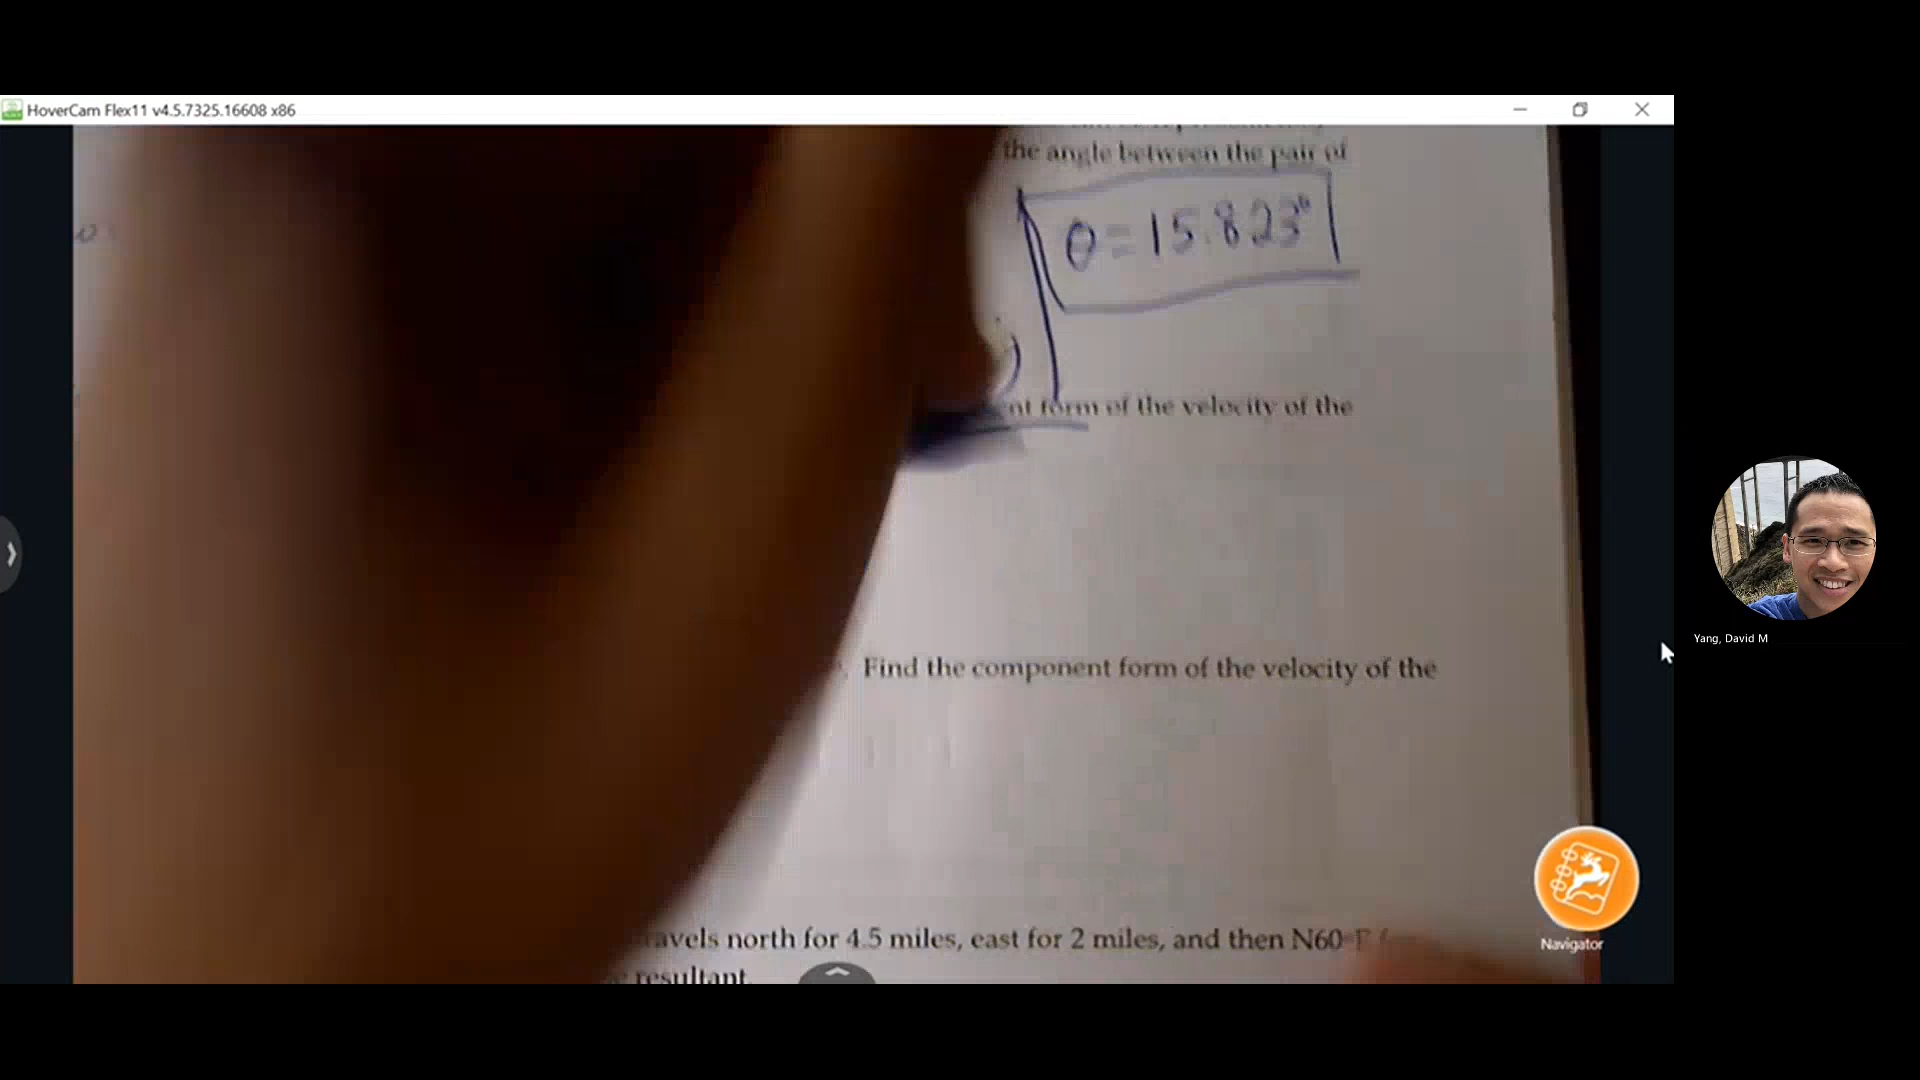 HoverCam Flex11 v4.5.7325.16608 x86
the angle between the pair of
θ = 15.823°
form of the velocity of the
Find the component form of the velocity of the
Yang, David M
north for 4.5 miles, east for 2 miles, and then N60°E
resultant
Navigator